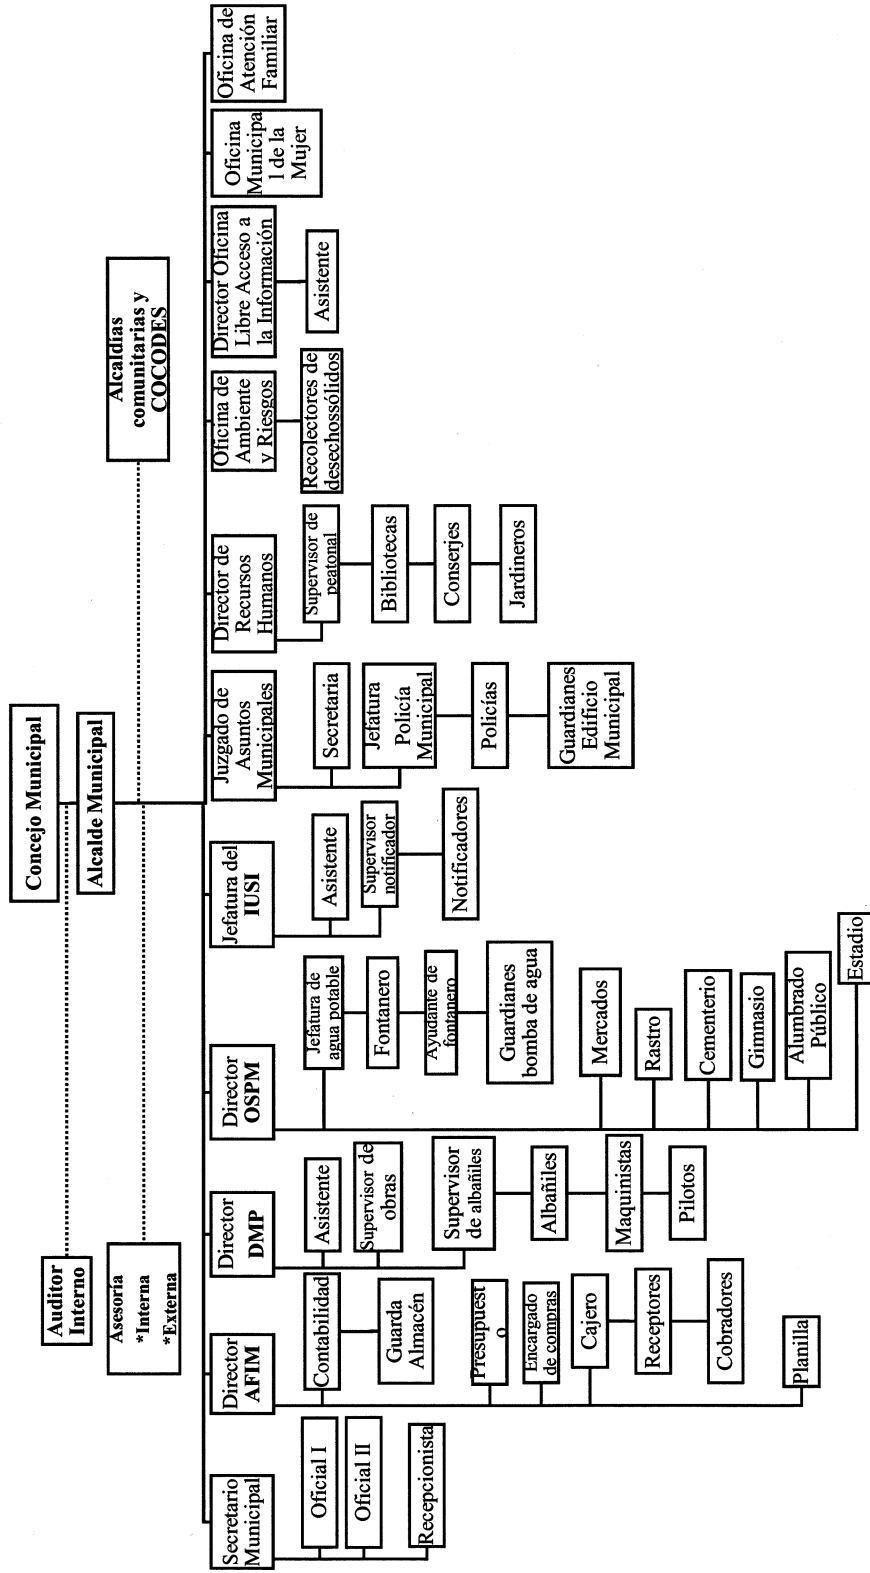 Concejo Municipal
Auditor
Interno
Alcalde Municipal
Asesoría
*Interna
*Externa
Alcaldías
comunitarias y
COCODES
Secretario
Municipal
Oficial I
Oficial II
Recepcionista
Director
AFIM
Contabilidad
Guarda
Almacén
Presupuest
o
Encargado
de compras
Cajero
Receptores
Cobradores
Planilla
Director
DMP
Asistente
Supervisor de
obras
Supervisor
de albañiles
Albañiles
Maquinistas
Pilotos
Director
OSPM
Jefatura de
agua potable
Fontanero
Ayudante de
fontanero
Guardianes
bomba de agua
Mercados
Rastro
Cementerio
Gimnasio
Alumbrado
Público
Estadio
Jefatura del
IUSI
Asistente
Supervisor
notificador
Notificadores
Juzgado de
Asuntos
Municipales
Secretaria
Jefatura
Policía
Municipal
Policías
Guardianes
Edificio
Municipal
Director de
Recursos
Humanos
Supervisor de
peatonal
Bibliotecas
Conserjes
Jardineros
Oficina de
Ambiente
y Riesgos
Recolectores de
desechossólidos
Director Oficina
Libre Acceso a
la Información
Asistente
Oficina
Municipa
l de la
Mujer
Oficina de
Atención
Familiar